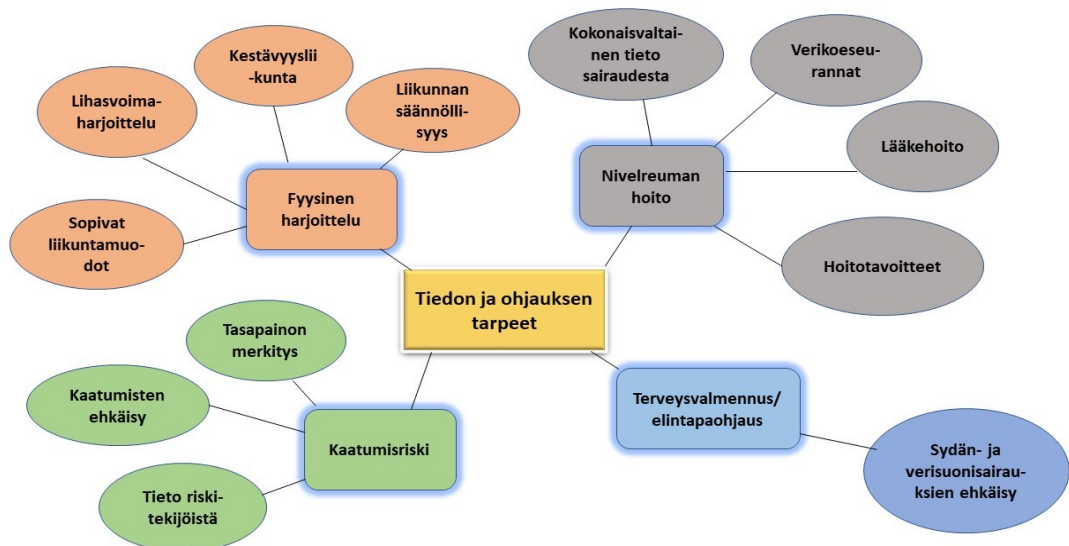 Kestävyyslii
-kunta
Lihasvoima-
harjoittelu
Liikunnan
säännölli-
syys
Fyysinen
harjoittelu
Sopivat
liikuntamuo-
dot
Kokonaisvaltai-
nen tieto
sairaudesta
Verikoeseu-
rannat
Lääkehoito
Nivelreuman
hoito
Hoitotavoitteet
Tiedon ja ohjauksen
tarpeet
Tasapainon
merkitys
Kaatumisten
ehkäisy
Kaatumisriski
Tieto riski-
tekijöistä
Terveysvalmennus/
elintapaohjaus
Sydän- ja
verisuonisairau-
ksien ehkäisy